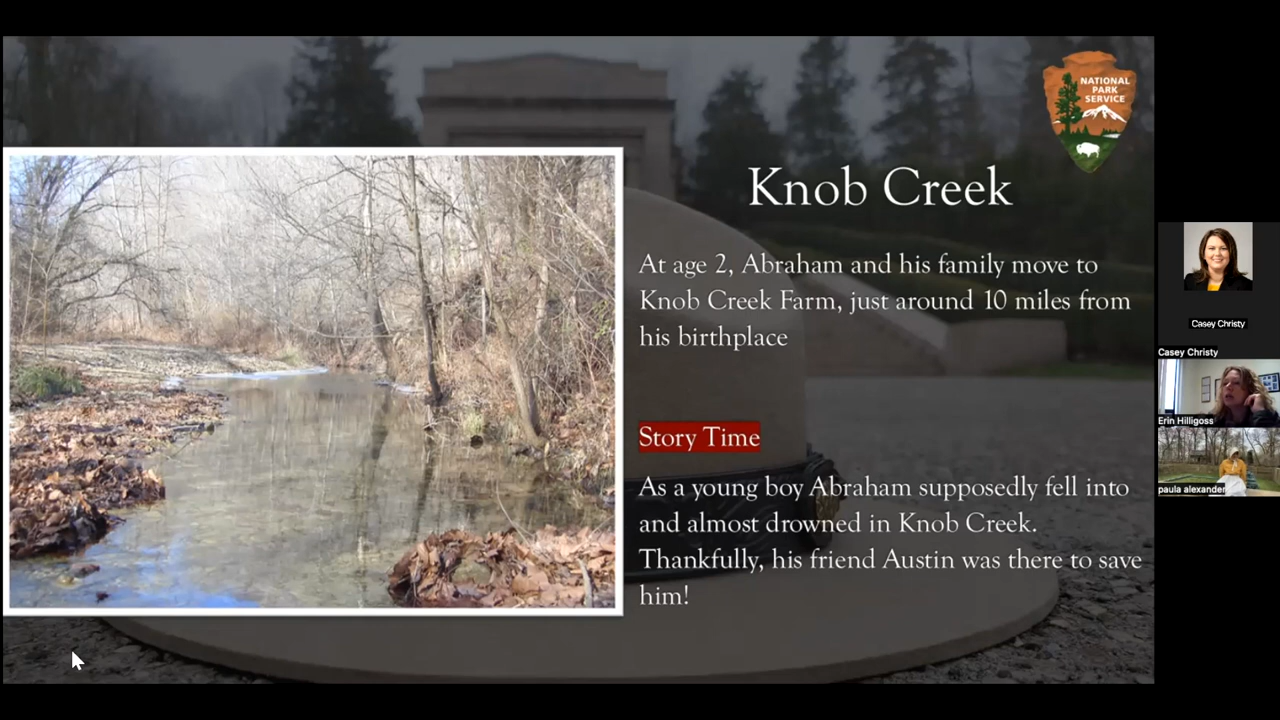 NATIONAL
PARK
SERVICE
Knob Creek
At age 2, Abraham and his family move to
Knob Creek Farm, just around 10 miles from
his birthplace
Story Time
As a young boy Abraham supposedly fell into
and almost drowned in Knob Creek.
Thankfully, his friend Austin was there to save
him!
Casey Christy
Casey Christy
Erin Hilligoss
paula alexander